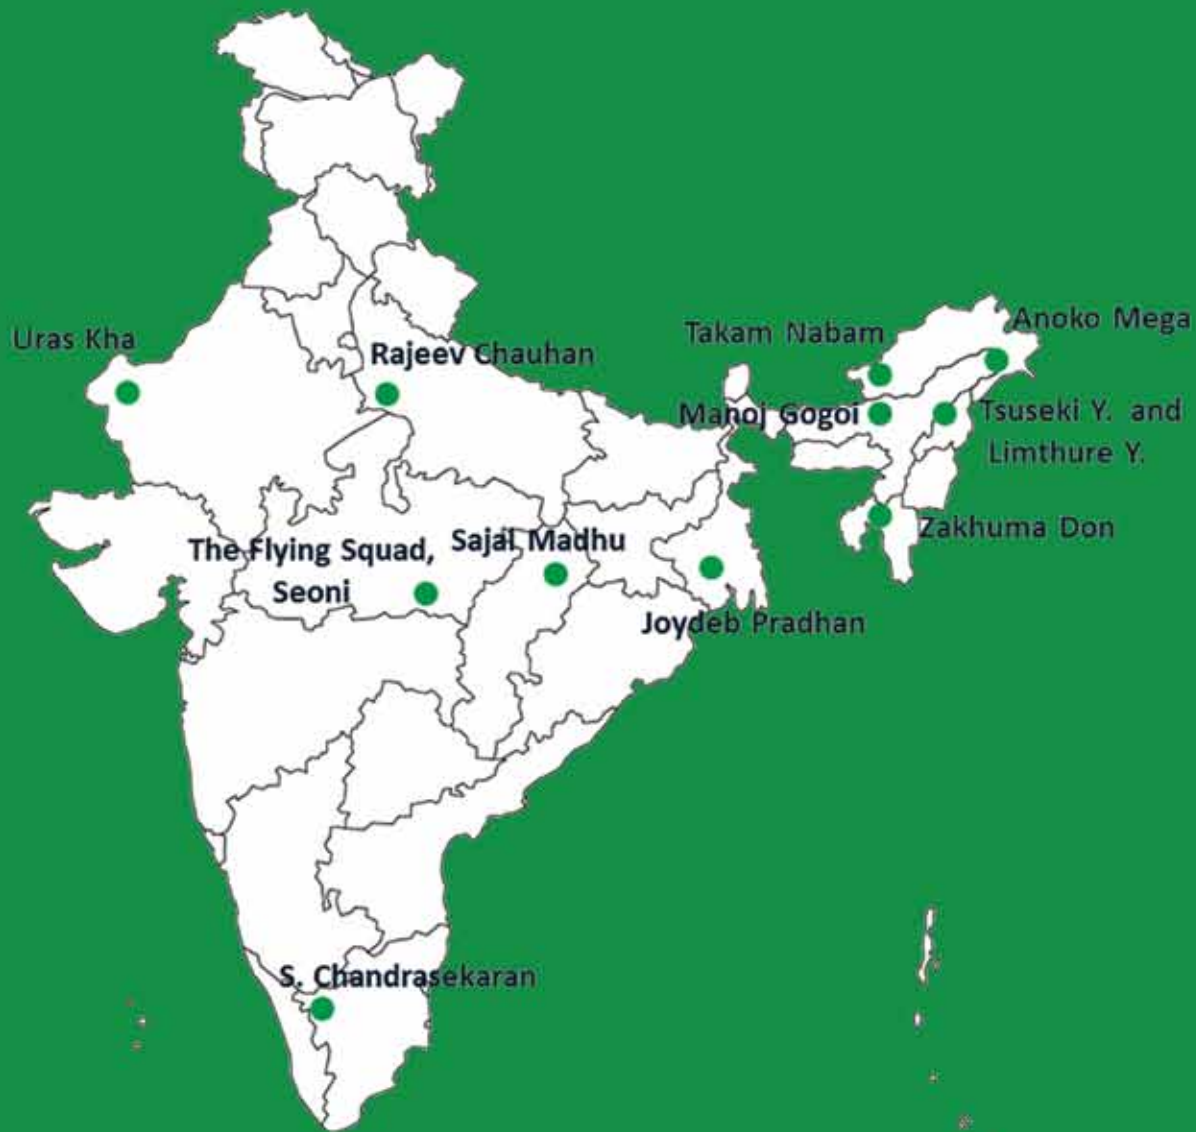 Uras Kha
Rajeev Chauhan
Takam Nabam
Anoko Mega
Manoj Gogoi
Tsuseki Y. and
Limthure Y.
Zakhuma Don
The Flying Squad,
Seoni
Sajal Madhu
Joydeb Pradhan
S. Chandrasekaran